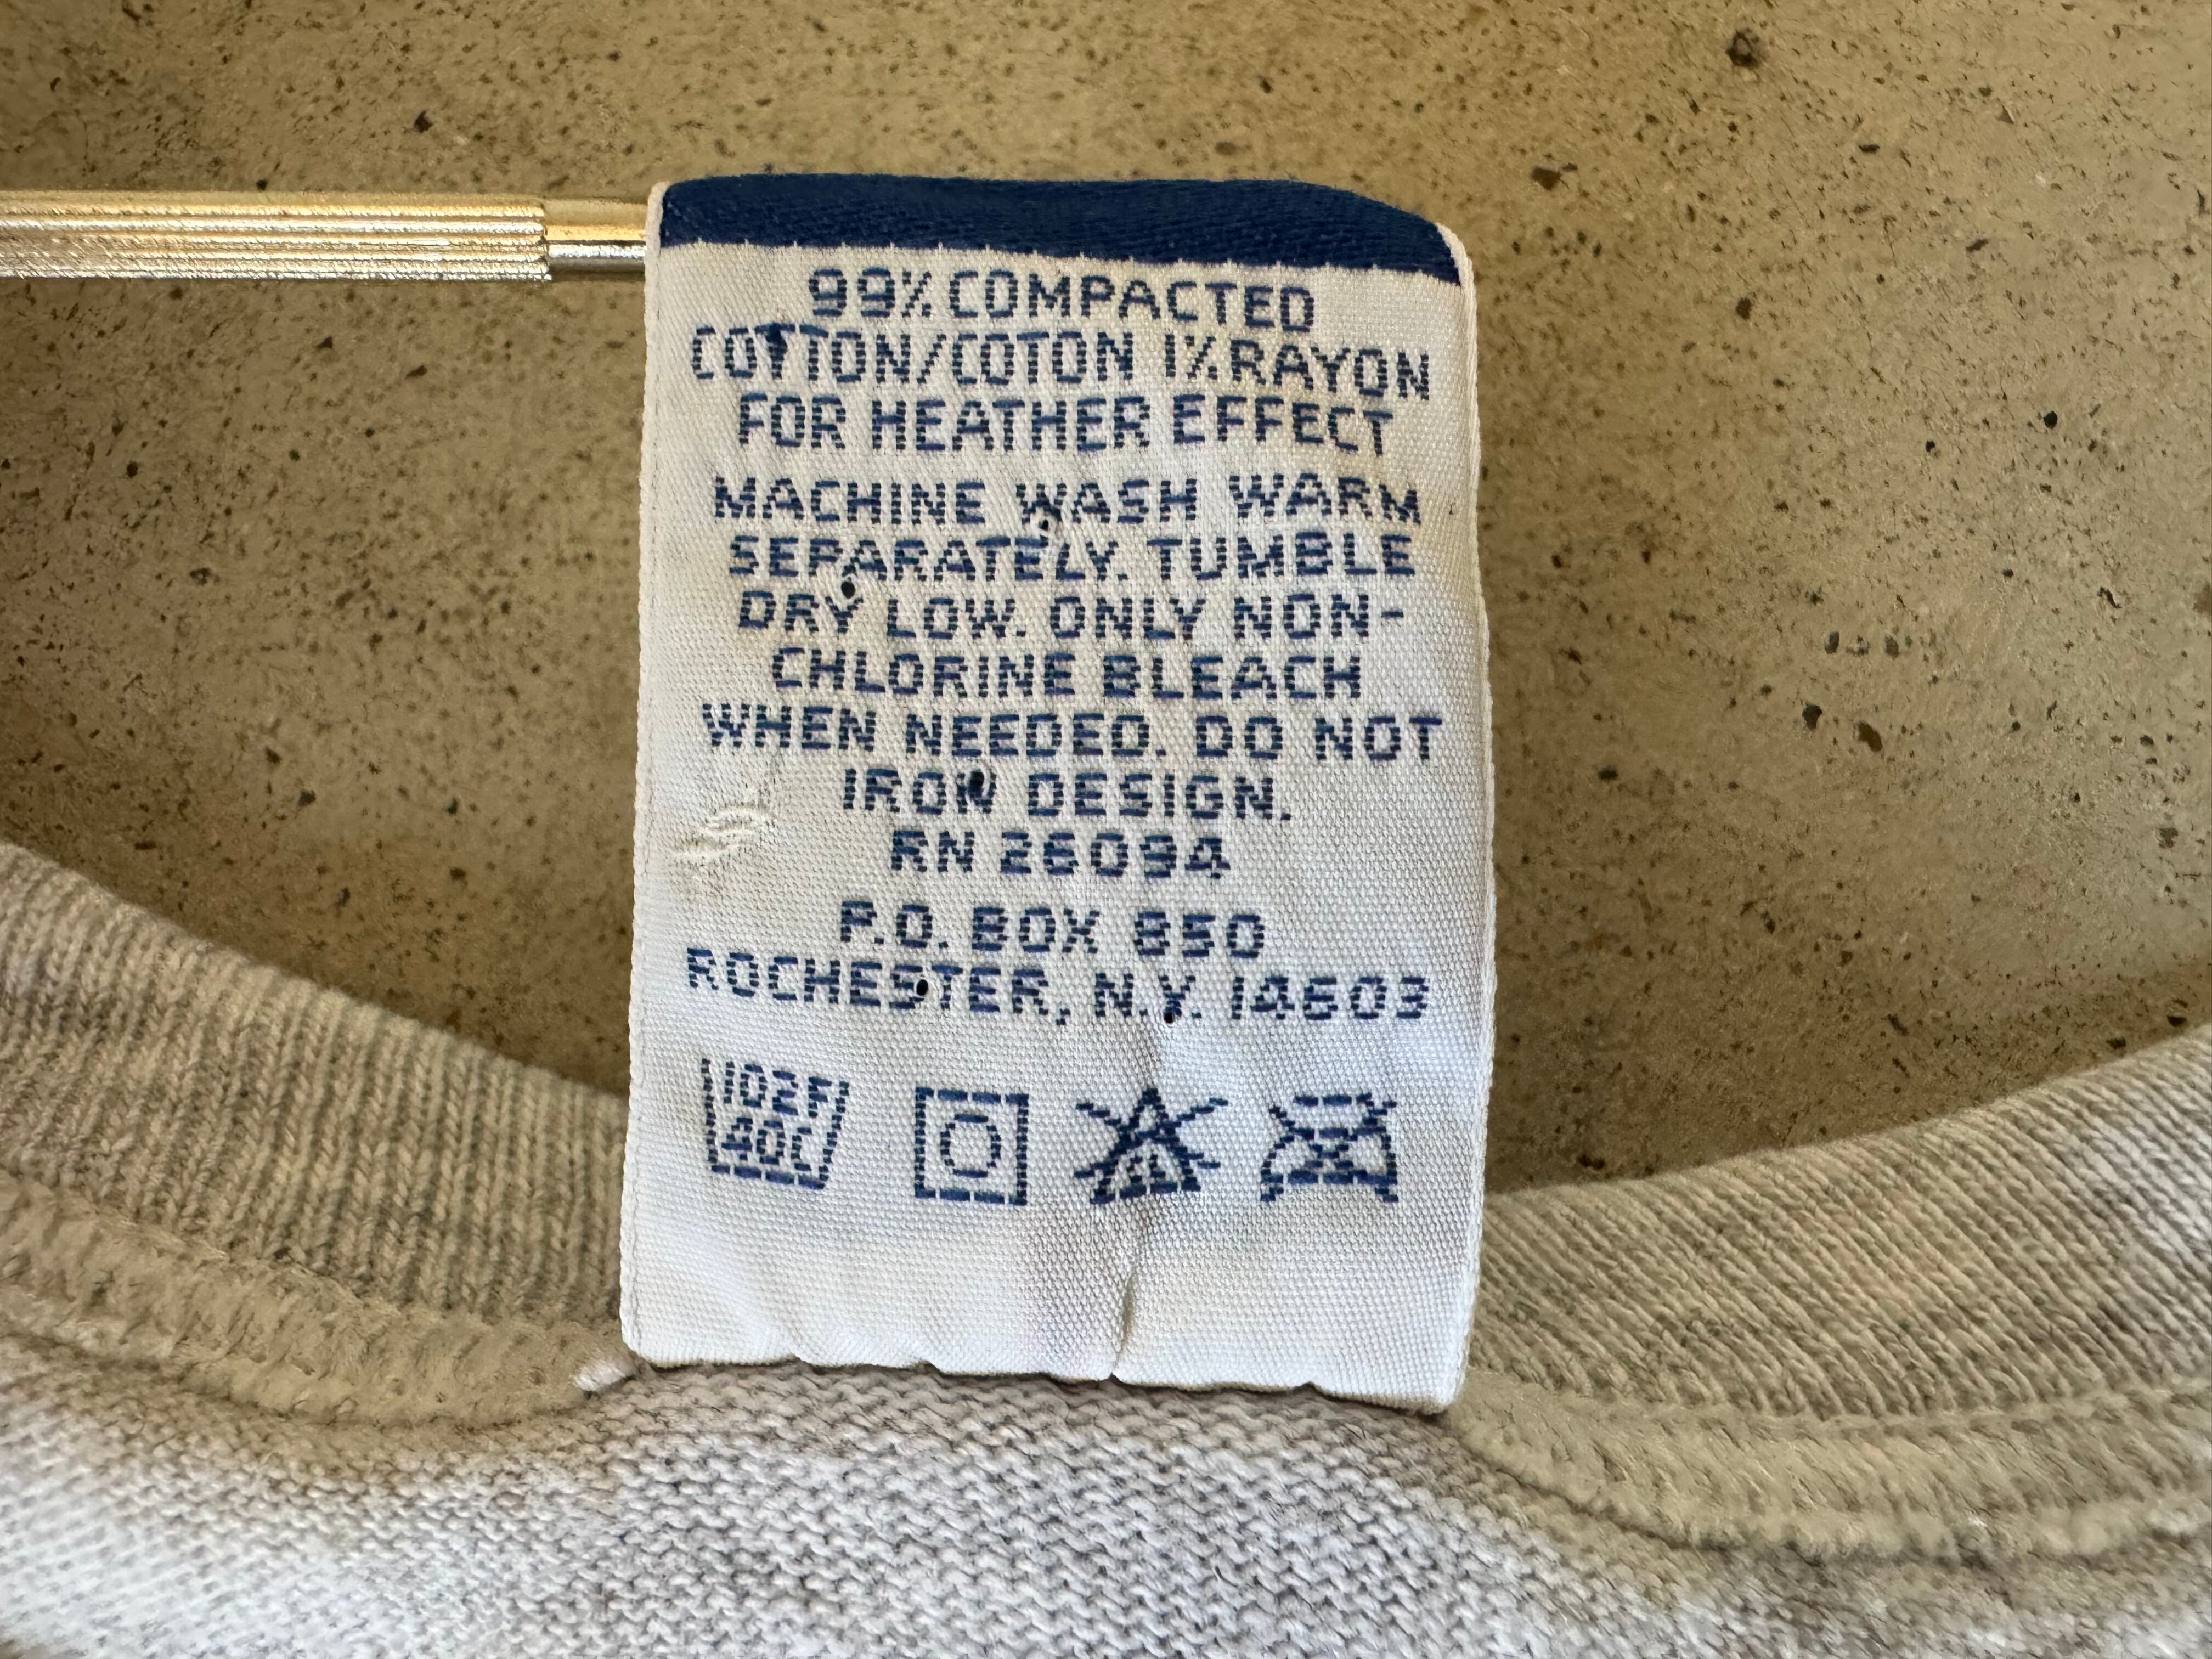 99% COMPACTED
COTTON/COTON 1% RAYON
FOR HEATHER EFFECT
MACHINE WASH WARM
SEPARATELY. TUMBLE
DRY LOW. ONLY NON-
CHLORINE BLEACH
WHEN NEEDED. DO NOT
IRON DESIGN.
RN 26094
P.O. BOX 850
ROCHESTER, N.Y. 14603
102F
40C